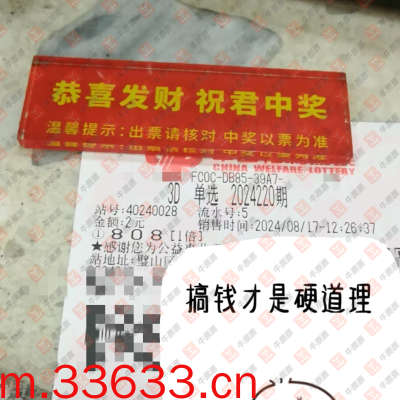 恭喜发财 祝君中奖
温馨提示:出票请核对 中奖以票为准
CHINA WELFARE LOTTERY
FC0C-DB85-39A7-
3D 单选 2024220期
站号:40240028 流水号:5
金额:2元 销售时间:2024/08/17-12:26:37
①808[1倍]
★感谢您为公益
站地址:璧山
搞钱才是硬道理
m.33633.cn